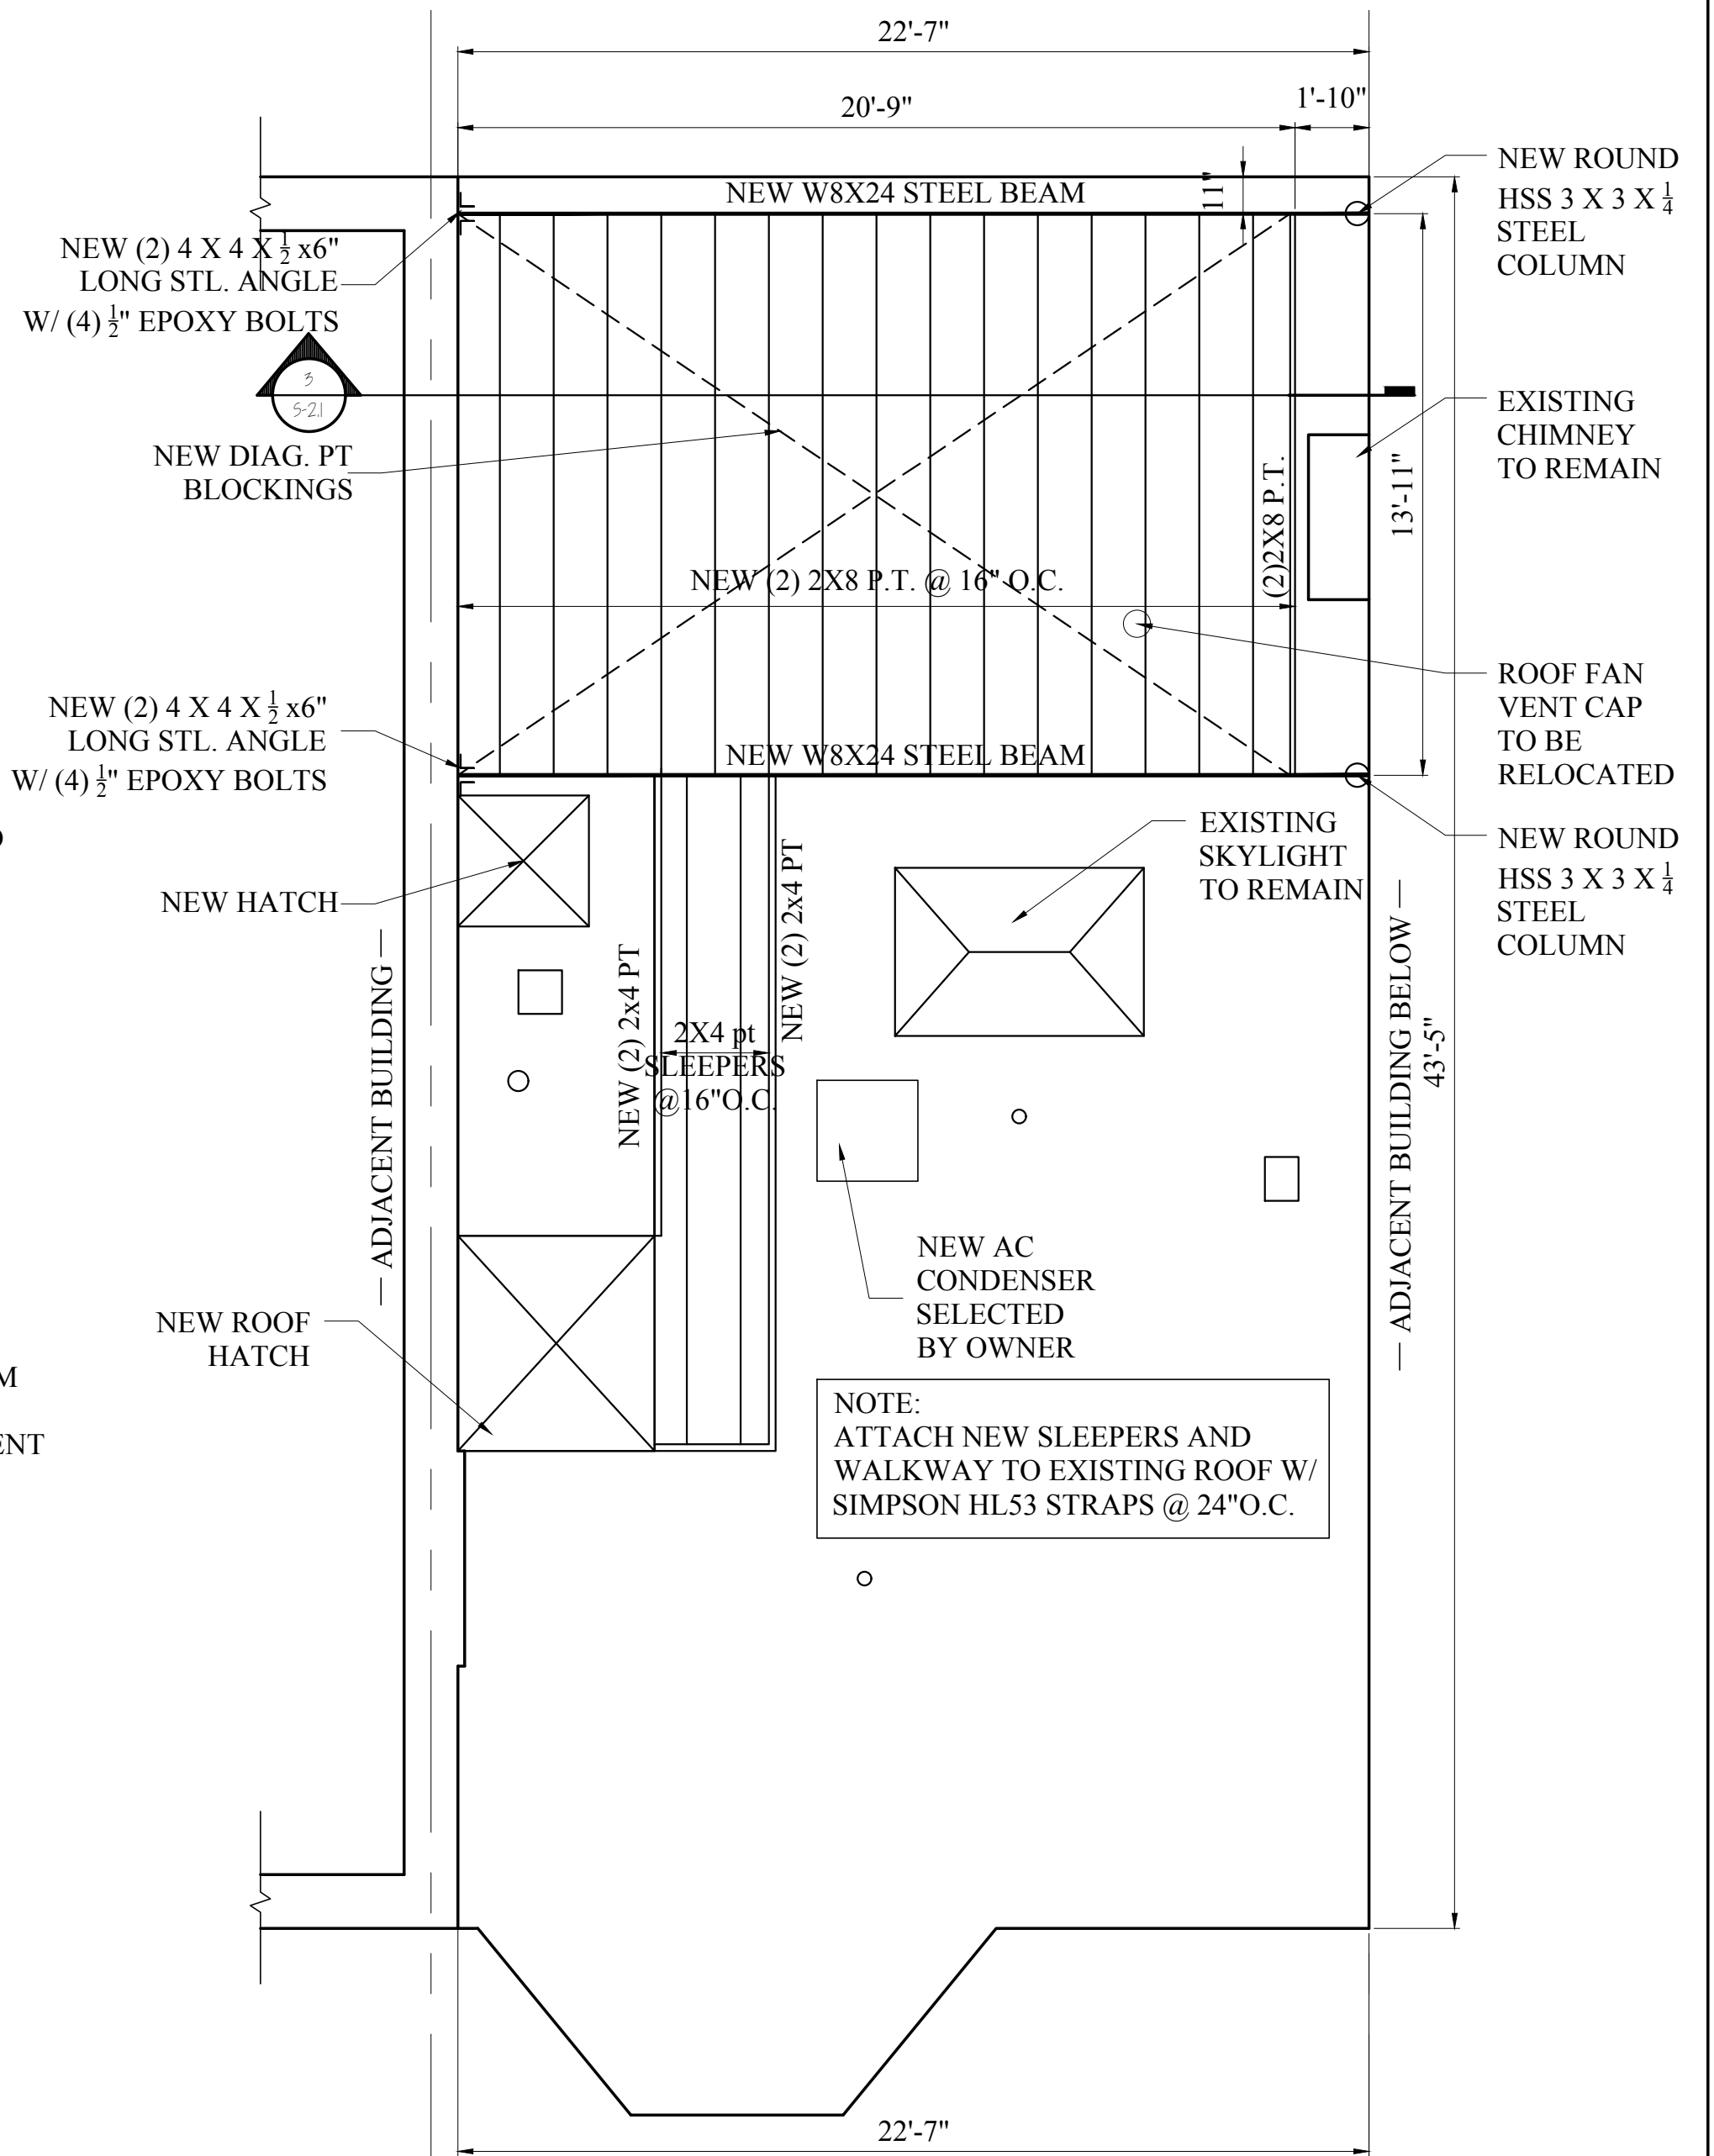 22'-7"
20'-9"
1'-10"
11"
NEW W8X24 STEEL BEAM
NEW ROUND
HSS 3 X 3 X 1/4
STEEL
COLUMN
NEW (2) 4 X 4 X 1/2 x6"
LONG STL. ANGLE
W/ (4) 1/2" EPOXY BOLTS
3
S-2.1
NEW DIAG. PT
BLOCKINGS
EXISTING
CHIMNEY
TO REMAIN
13'-11"
(2)2X8 P.T.
NEW (2) 2X8 P.T. @ 16" O.C.
ROOF FAN
VENT CAP
TO BE
RELOCATED
NEW (2) 4 X 4 X 1/2 x6"
LONG STL. ANGLE
W/ (4) 1/2" EPOXY BOLTS
NEW W8X24 STEEL BEAM
NEW ROUND
HSS 3 X 3 X 1/4
STEEL
COLUMN
NEW HATCH
EXISTING
SKYLIGHT
TO REMAIN
NEW (2) 2x4 PT
NEW (2) 2x4 PT
2X4 pt
SLEEPERS
@16"O.C.
ADJACENT BUILDING
ADJACENT BUILDING BELOW
43'-5"
NEW AC
CONDENSER
SELECTED
BY OWNER
NEW ROOF
HATCH
M
ENT
NOTE:
ATTACH NEW SLEEPERS AND
WALKWAY TO EXISTING ROOF W/
SIMPSON HL53 STRAPS @ 24"O.C.
22'-7"